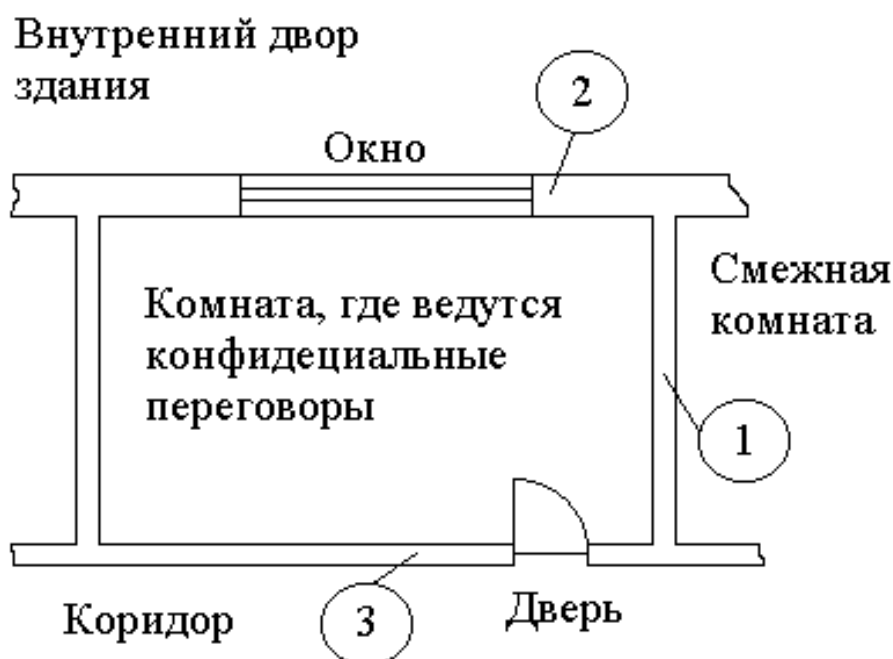 Внутренний двор
здания
2
Окно
Смежная
комната
Комната, где ведутся
конфидециальные
переговоры
1
Коридор
3
Дверь